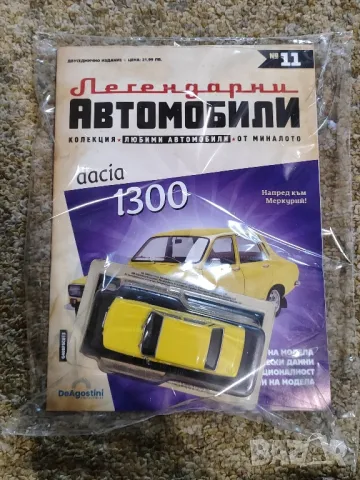 ДВУСЕДМИЧНО ИЗДАНИЕ • ЦЕНА: 21,99 ЛВ.
№ 11
Легендарни
АВТОМОБИЛИ
КОЛЕКЦИЯ • ЛЮБИМИ АВТОМОБИЛИ • ОТ МИНАЛОТО
dacia
1300
Напред към
Меркурий!
НА МОДЕЛА
ДАННИ
ЦИОНАЛНОСТ
И НА МОДЕЛА
DeAGOSTINI